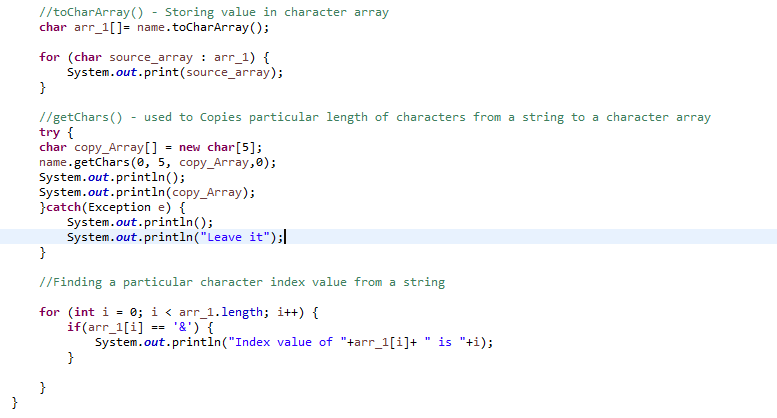 //toCharArray() - Storing value in character array
char arr_1[]= name.toCharArray();
for (char source_array : arr_1) {
System.out.print(source_array);
}
//getChars() - used to Copies particular length of characters from a string to a character array
try {
char copy_Array[] = new char[5];
name.getChars(0, 5, copy_Array,0);
System.out.println();
System.out.println(copy_Array);
}catch(Exception e) {
System.out.println();
System.out.println("Leave it");
}
//Finding a particular character index value from a string
for (int i = 0; i < arr_1.length; i++) {
if(arr_1[i] == '&') {
System.out.println("Index value of "+arr_1[i]+ " is "+i);
}
}
}